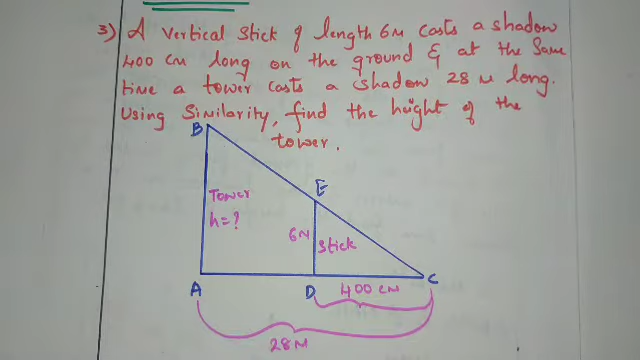 3) A vertical stick of length 6M casts a shadow
400 cm long on the ground & at the same
time a tower casts a shadow 28 M long.
Using Similarity, find the height of the
tower.
B
E
Tower
h=?
6M
stick
A
D
C
400 CM
28M